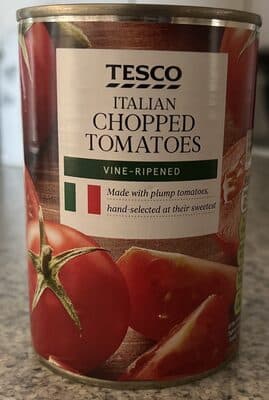 TESCO
ITALIAN
CHOPPED
TOMATOES
VINE-RIPENED
Made with plump tomatoes,
hand-selected at their sweetest